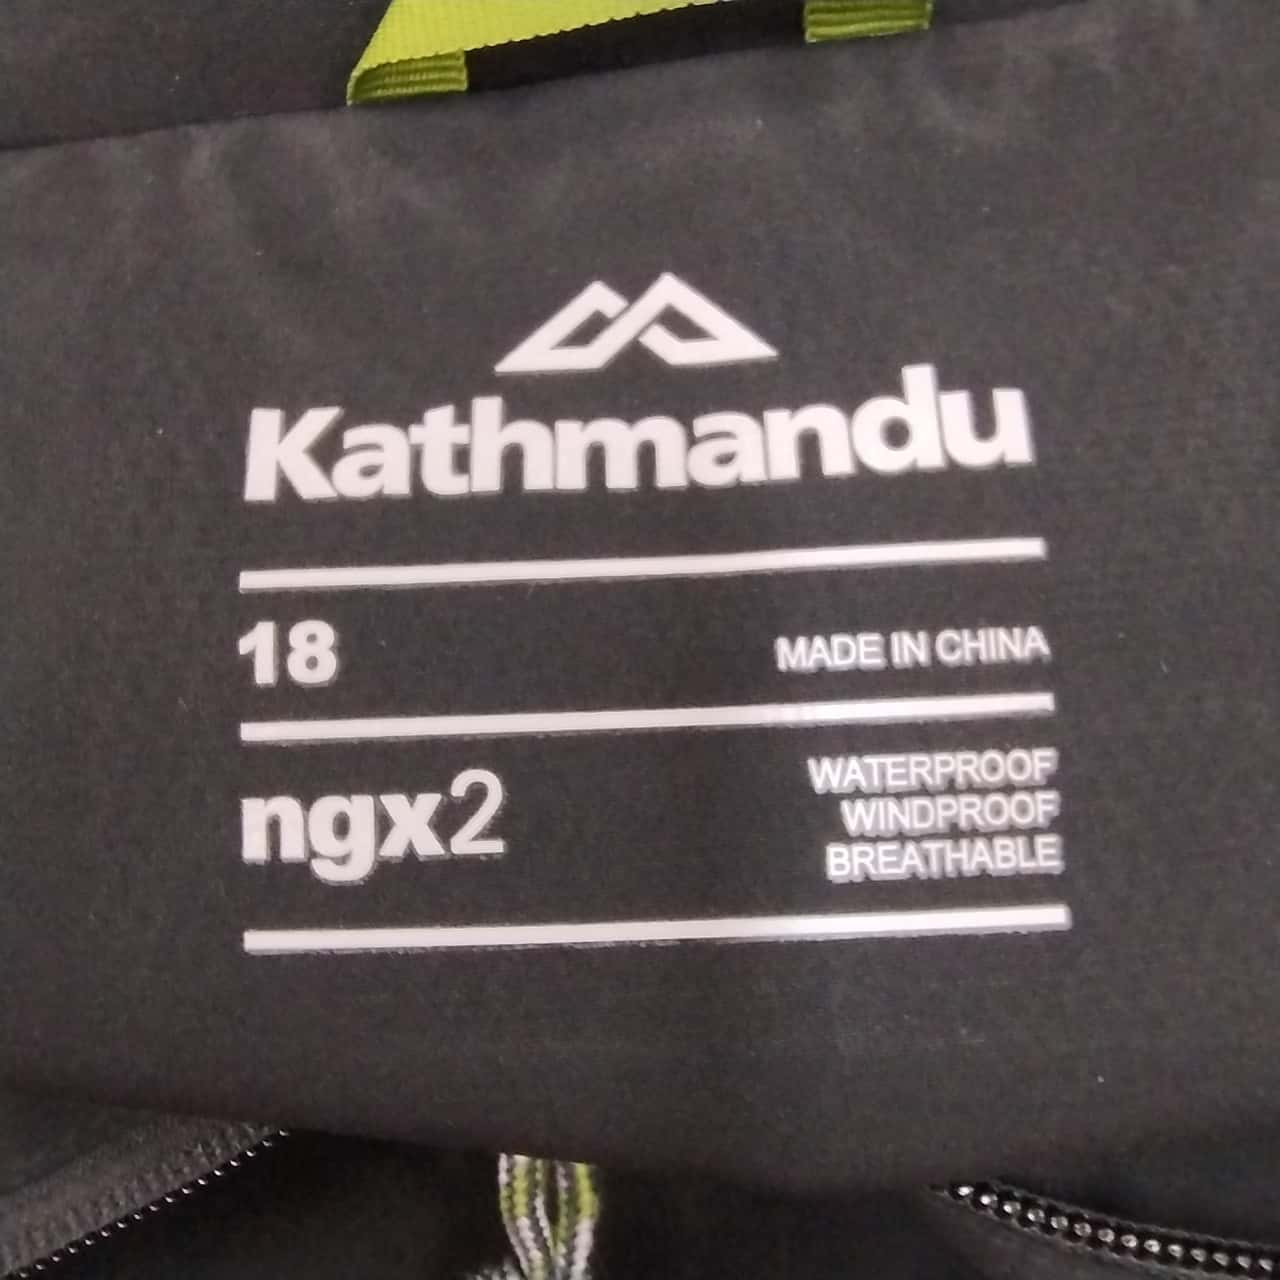 Kathmandu
18
MADE IN CHINA
ngx2
WATERPROOF
WINDPROOF
BREATHABLE